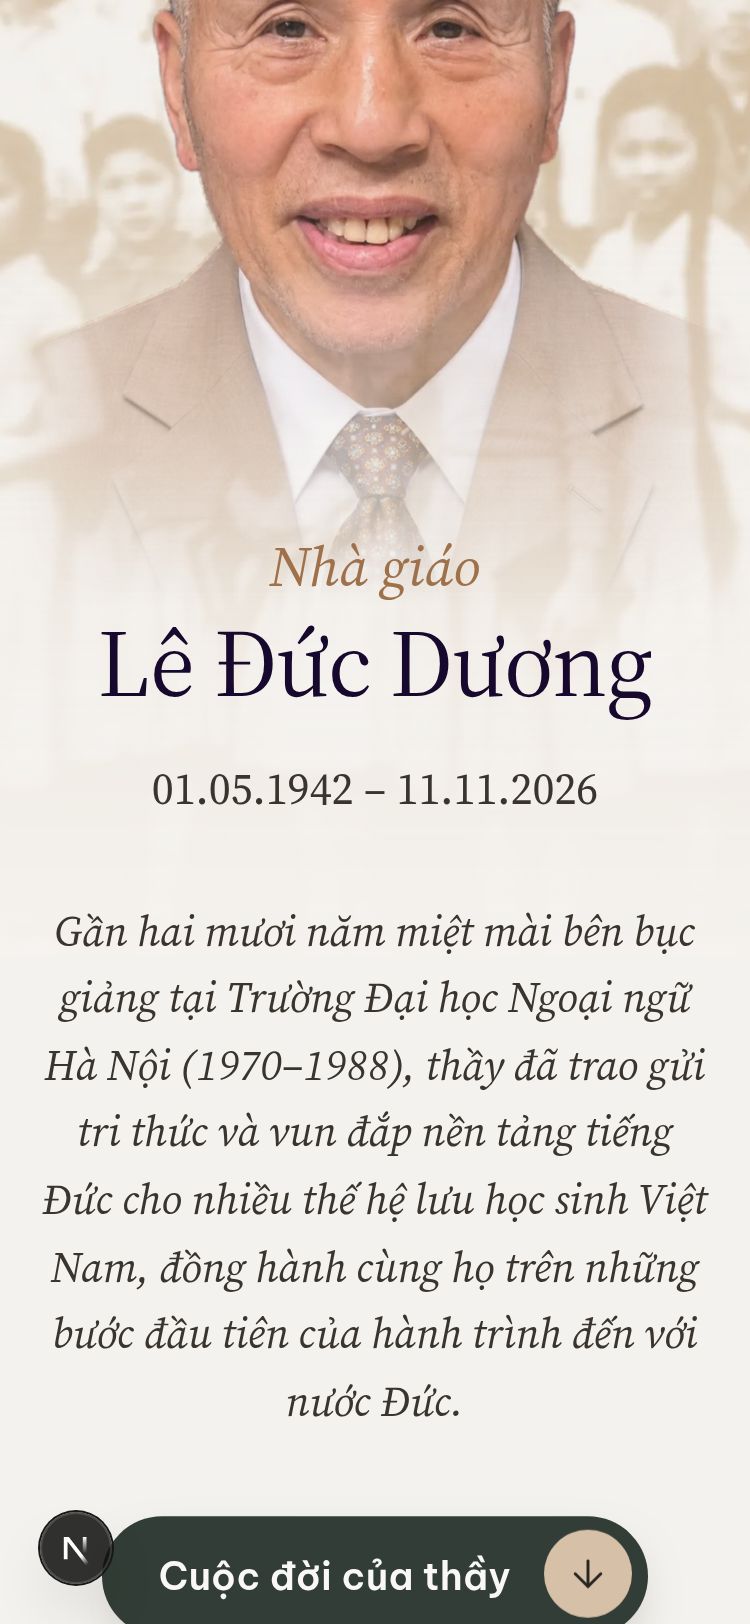 Nhà giáo
Lê Đức Dương
01.05.1942 – 11.11.2026
Gần hai mươi năm miệt mài bên bục
giảng tại Trường Đại học Ngoại ngữ
Hà Nội (1970–1988), thầy đã trao gửi
tri thức và vun đắp nền tảng tiếng
Đức cho nhiều thế hệ lưu học sinh Việt
Nam, đồng hành cùng họ trên những
bước đầu tiên của hành trình đến với
nước Đức.
N
Cuộc đời của thầy